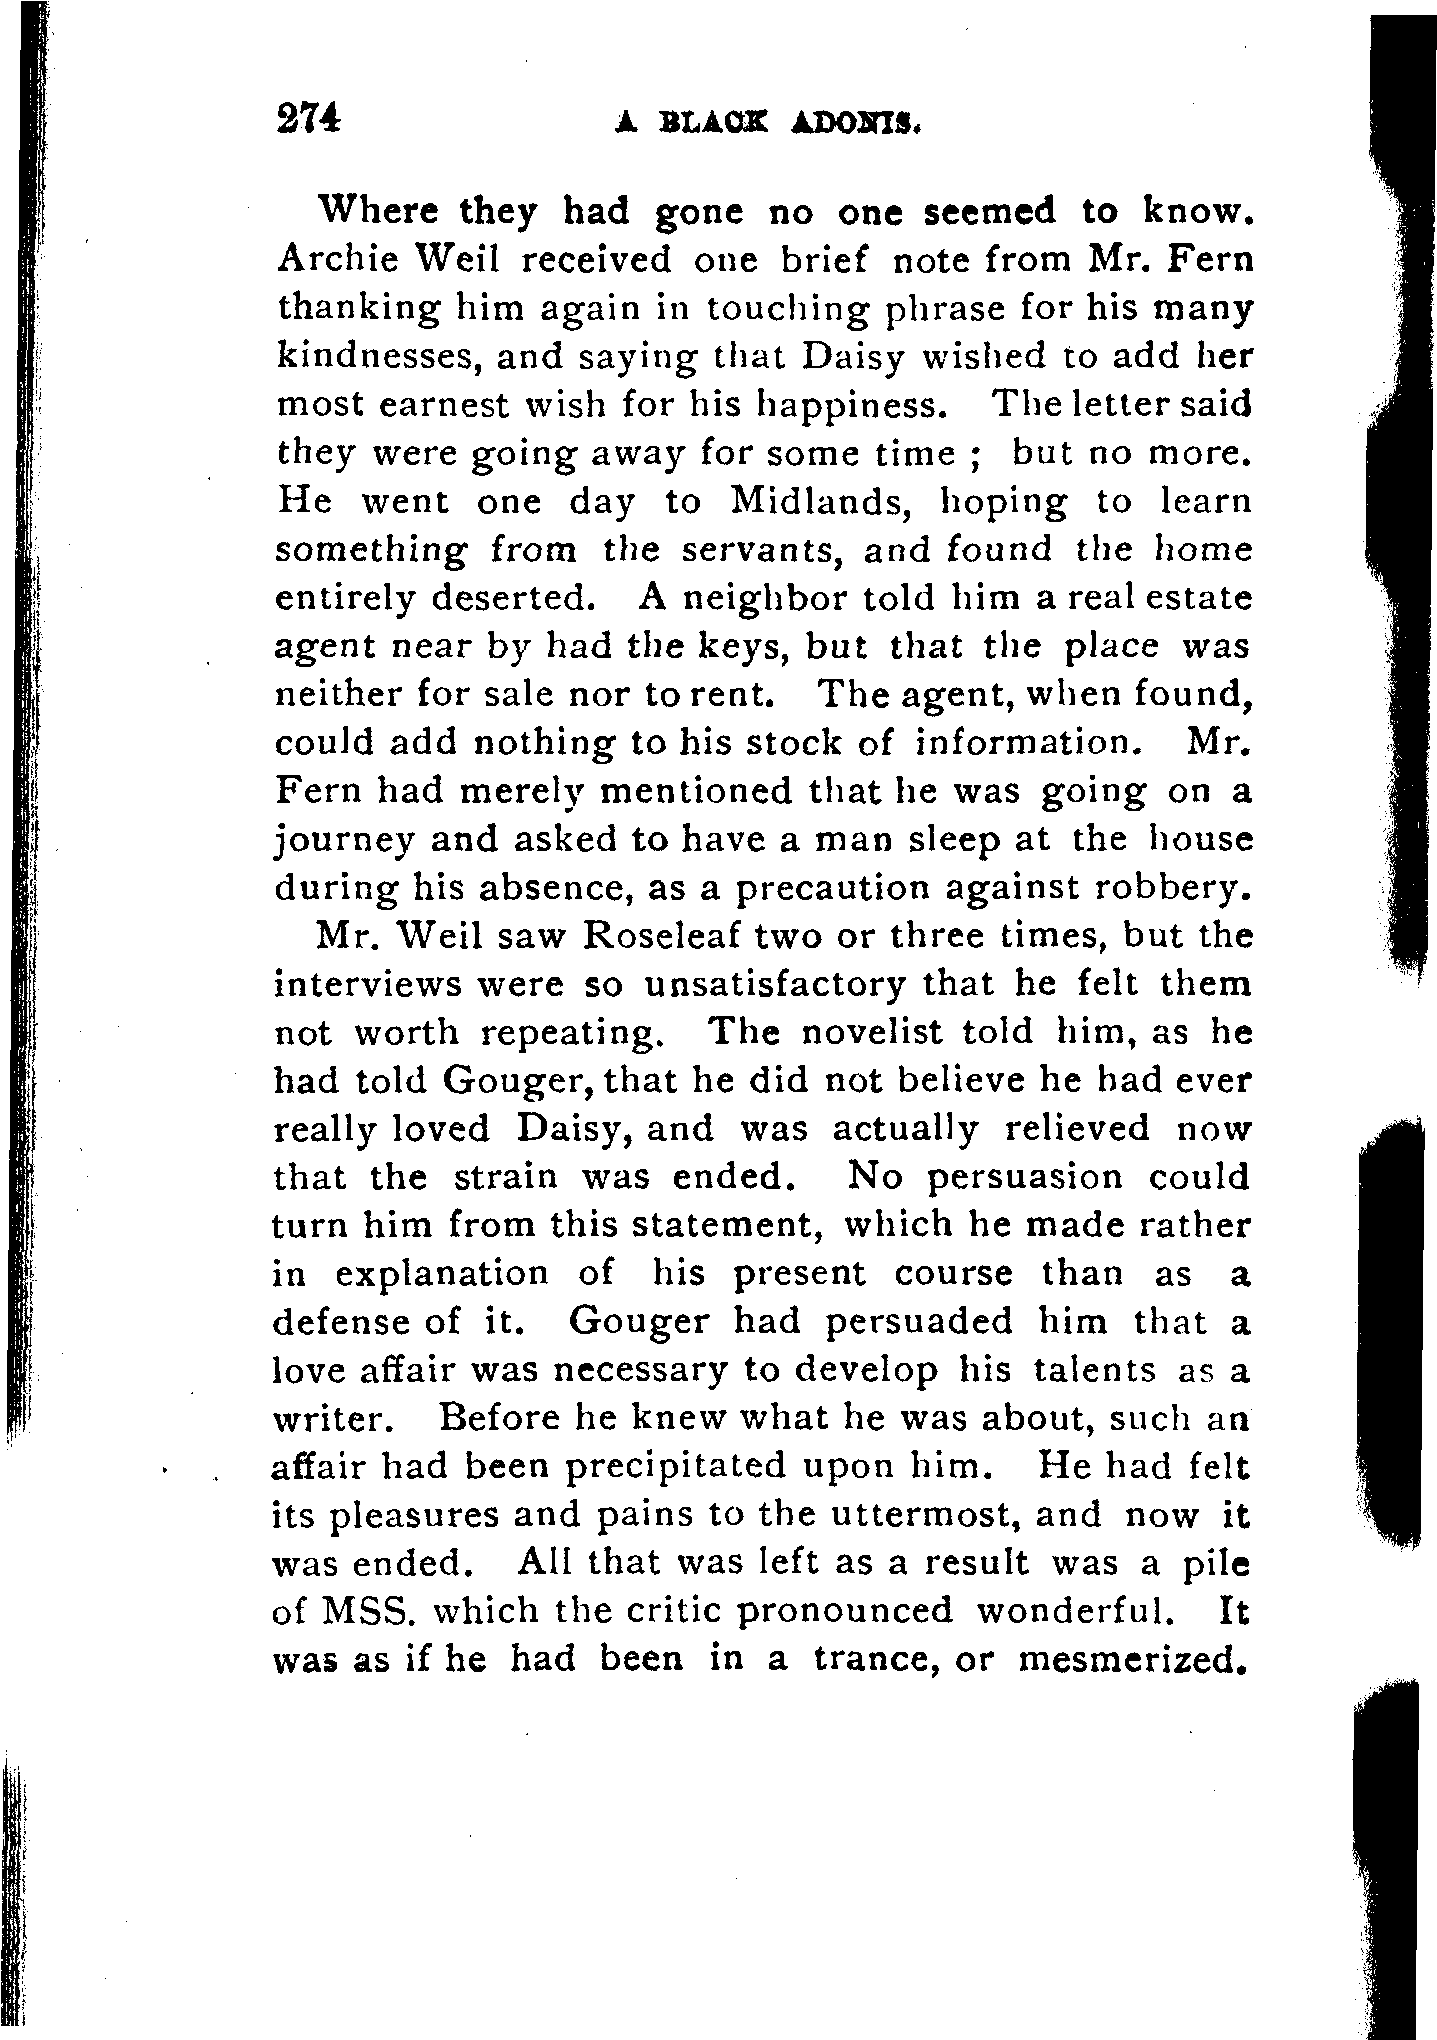 274 A BLACK ADONIS.
Where they had gone no one seemed to know.
Archie Weil received one brief note from Mr. Fern
thanking him again in touching phrase for his many
kindnesses, and saying that Daisy wished to add her
most earnest wish for his happiness. The letter said
they were going away for some time ; but no more.
He went one day to Midlands, hoping to learn
something from the servants, and found the home
entirely deserted. A neighbor told him a real estate
agent near by had the keys, but that the place was
neither for sale nor to rent. The agent, when found,
could add nothing to his stock of information. Mr.
Fern had merely mentioned that he was going on a
journey and asked to have a man sleep at the house
during his absence, as a precaution against robbery.
Mr. Weil saw Roseleaf two or three times, but the
interviews were so unsatisfactory that he felt them
not worth repeating. The novelist told him, as he
had told Gouger, that he did not believe he had ever
really loved Daisy, and was actually relieved now
that the strain was ended. No persuasion could
turn him from this statement, which he made rather
in explanation of his present course than as a
defense of it. Gouger had persuaded him that a
love affair was necessary to develop his talents as a
writer. Before he knew what he was about, such an
affair had been precipitated upon him. He had felt
its pleasures and pains to the uttermost, and now it
was ended. All that was left as a result was a pile
of MSS. which the critic pronounced wonderful. It
was as if he had been in a trance, or mesmerized.